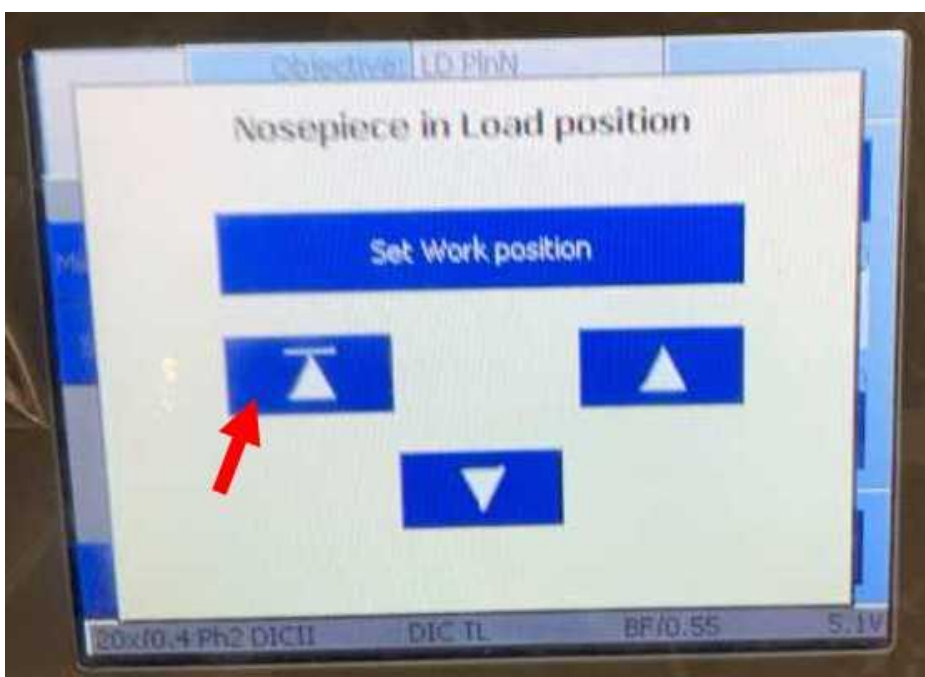 Objective: LD PlnN
Nosepiece in Load position
Set Work position
20x/0.4 Ph2 DICII DIC TL BF/0.55 5.1V